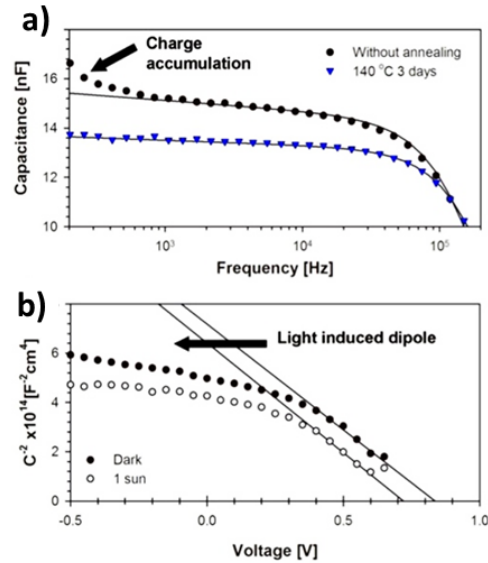 a)
Charge
accumulation
Without annealing
140 °C 3 days
Capacitance [nF]
16
14
12
10
10³ 10⁴ 10⁵
Frequency [Hz]
b)
Light induced dipole
C⁻² x10¹⁴[F⁻²cm⁴]
6
4
2
0
Dark
1 sun
-0.5 0.0 0.5 1.0
Voltage [V]